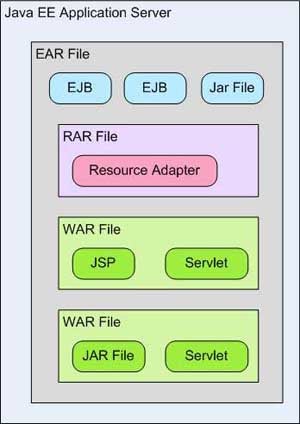 Java EE Application Server
EAR File
EJB EJB Jar File
RAR File
Resource Adapter
WAR File
JSP Servlet
WAR File
JAR File Servlet